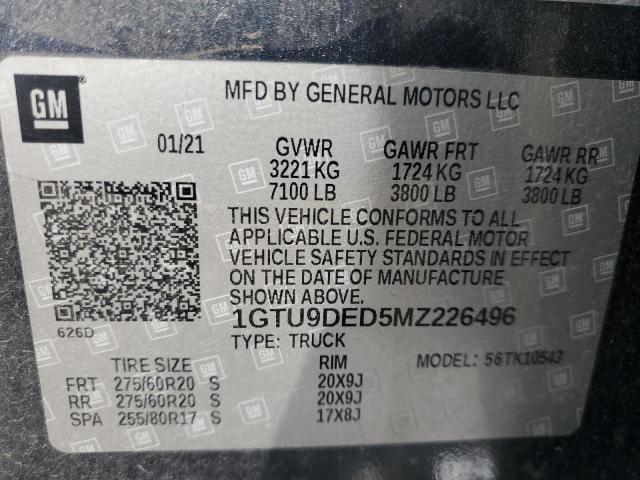 GM
MFD BY GENERAL MOTORS LLC
01/21 GVWR GAWR FRT GAWR RR
3221 KG 1724 KG 1724 KG
7100 LB 3800 LB 3800 LB
THIS VEHICLE CONFORMS TO ALL
APPLICABLE U.S. FEDERAL MOTOR
VEHICLE SAFETY STANDARDS IN EFFECT
ON THE DATE OF MANUFACTURE
SHOWN ABOVE.
1GTU9DED5MZ226496
626D
TYPE: TRUCK MODEL: 56TK10543
TIRE SIZE RIM
FRT 275/60R20 S 20X9J
RR 275/60R20 S 20X9J
SPA 255/80R17 S 17X8J